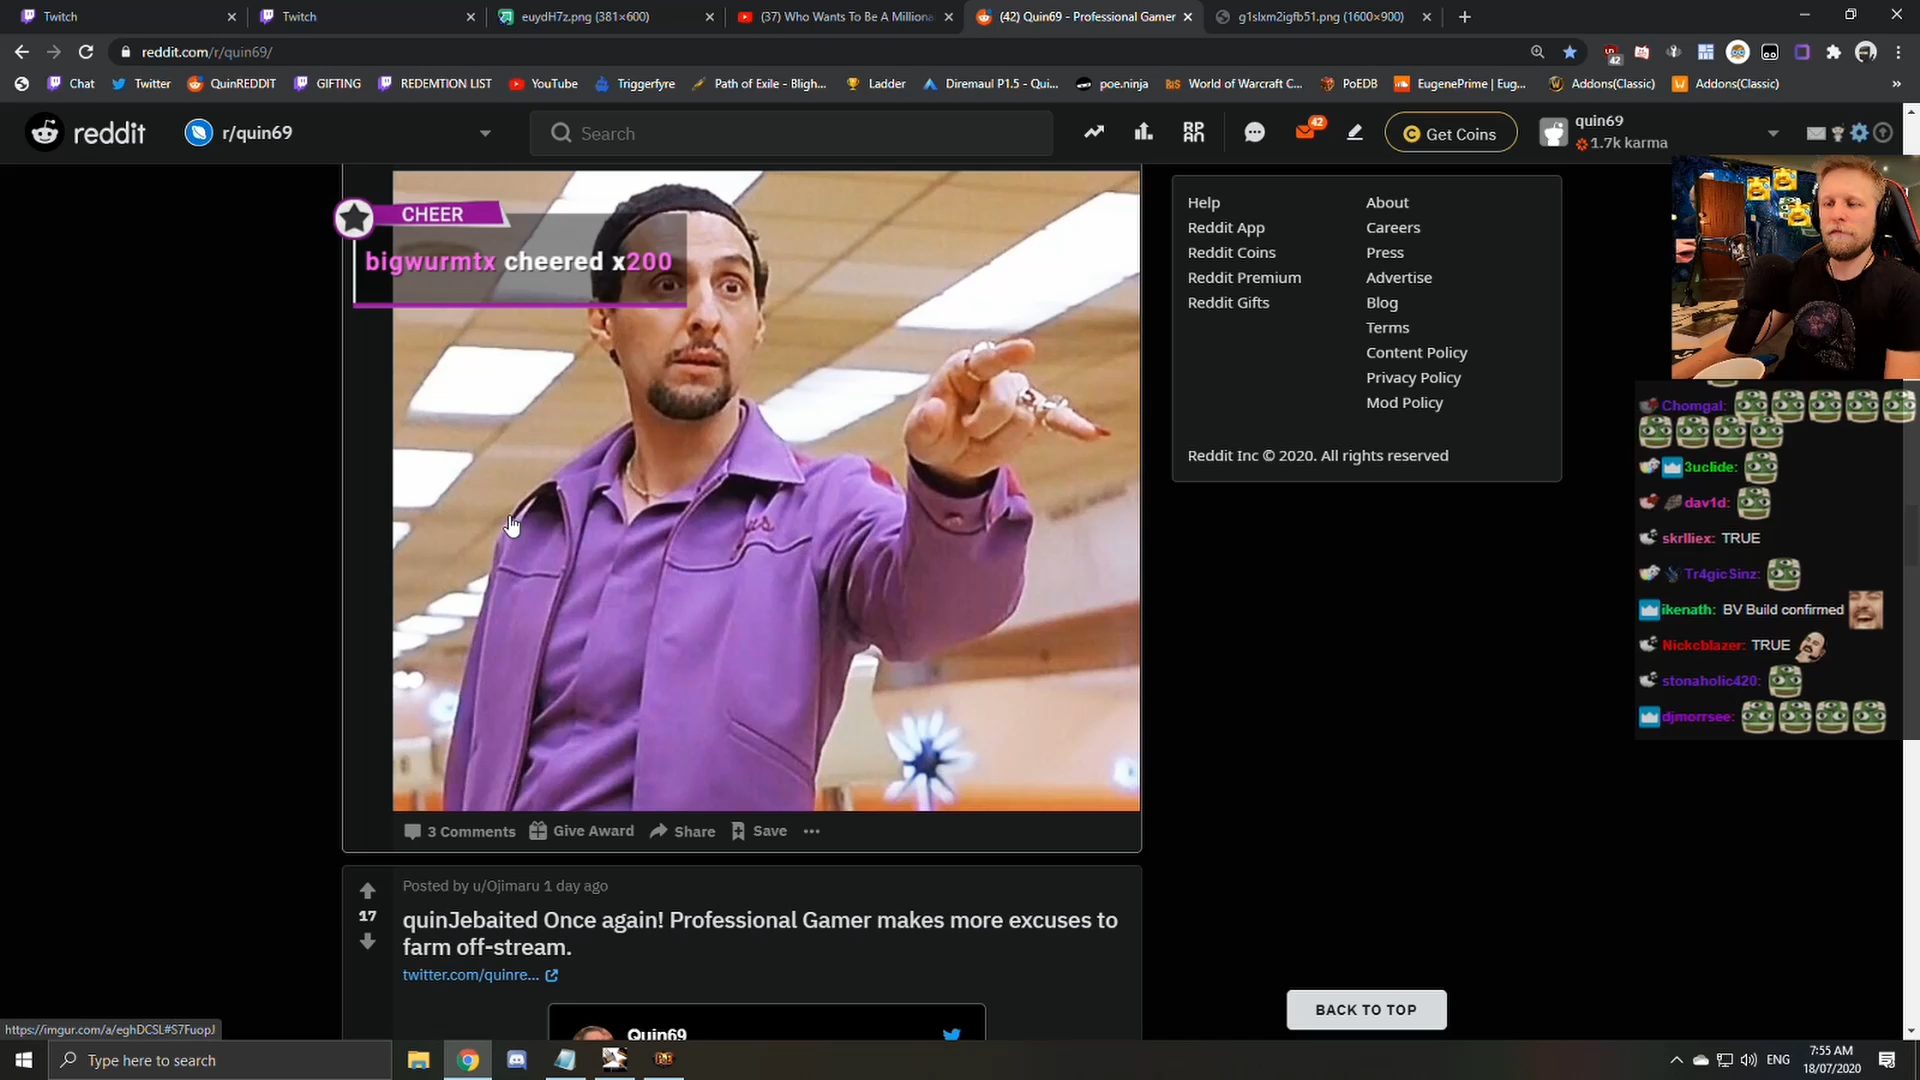 Twitch
Twitch
euydH7z.png (381×600)
(37) Who Wants To Be A Milliona
(42) Quin69 - Professional Gamer
g1slxm2igfb51.png (1600×900)
reddit.com/r/quin69/
42
Chat
Twitter
QuinREDDIT
GIFTING
REDEMTION LIST
YouTube
Triggerfyre
Path of Exile - Bligh...
Ladder
Diremaul P1.5 - Qui...
poe.ninja
World of Warcraft C...
PoEDB
EugenePrime | Eug...
Addons(Classic)
Addons(Classic)
reddit
r/quin69
Search
42
Get Coins
quin69
1.7k karma
CHEER
bigwurmtx cheered x200
Help
Reddit App
Reddit Coins
Reddit Premium
Reddit Gifts
About
Careers
Press
Advertise
Blog
Terms
Content Policy
Privacy Policy
Mod Policy
Reddit Inc © 2020. All rights reserved
Chomgal:
3uclide:
dav1d:
skrlliex: TRUE
Tr4gicSinz:
ikenath: BV Build confirmed
Nickcblazer: TRUE
stonaholic420:
djmorrsee:
3 Comments
Give Award
Share
Save
Posted by u/Ojimaru 1 day ago
17
quinJebaited Once again! Professional Gamer makes more excuses to
farm off-stream.
twitter.com/quinre...
Quin69
BACK TO TOP
https://imgur.com/a/eghDCSL#S7FuopJ
Type here to search
ENG
7:55 AM
18/07/2020